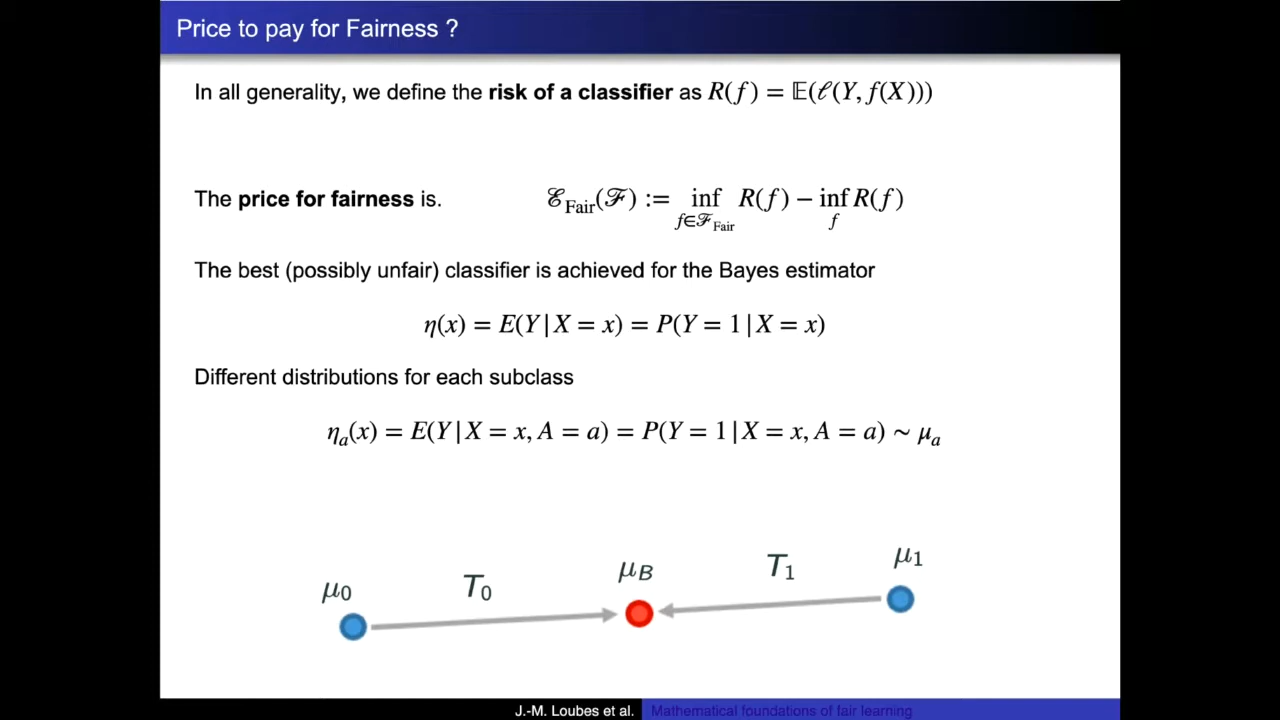 Price to pay for Fairness ?
In all generality, we define the risk of a classifier as R(f) = 𝔼(ℓ(Y, f(X)))
The price for fairness is. ℰ_Fair(ℱ) := inf_{f∈ℱ_Fair} R(f) − inf_f R(f)
The best (possibly unfair) classifier is achieved for the Bayes estimator
η(x) = E(Y|X = x) = P(Y = 1|X = x)
Different distributions for each subclass
η_a(x) = E(Y|X = x, A = a) = P(Y = 1|X = x, A = a) ~ μ_a
μ_0 T_0 μ_B T_1 μ_1
J.-M. Loubes et al. Mathematical foundations of fair learning